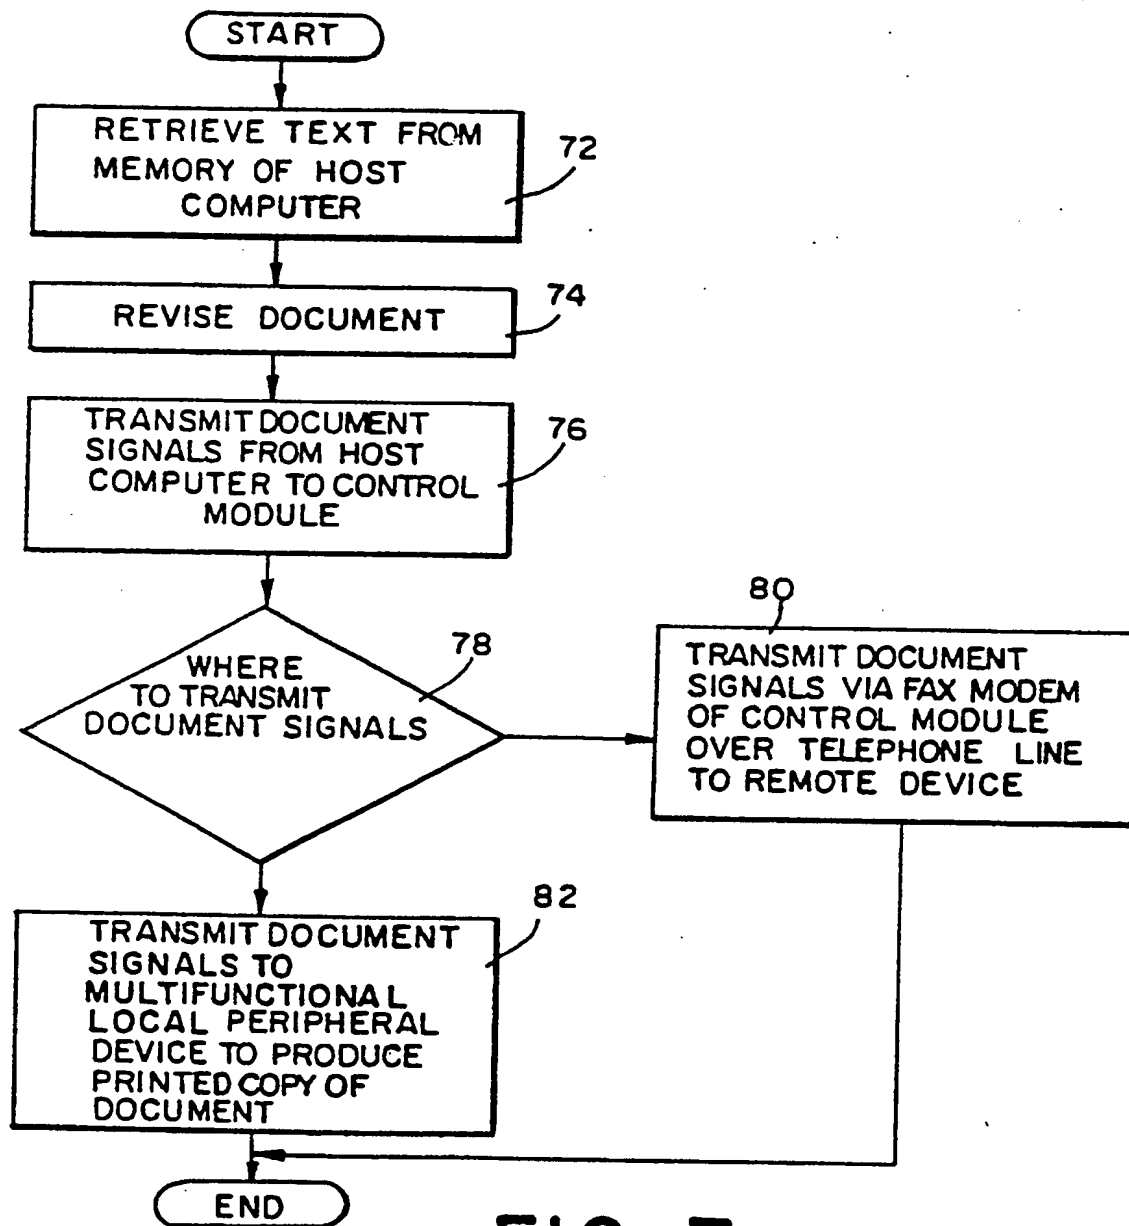 START
RETRIEVE TEXT FROM
MEMORY OF HOST
COMPUTER
72
REVISE DOCUMENT
74
TRANSMIT DOCUMENT
SIGNALS FROM HOST
COMPUTER TO CONTROL
MODULE
76
WHERE
TO TRANSMIT
DOCUMENT SIGNALS
78
80
TRANSMIT DOCUMENT
SIGNALS VIA FAX MODEM
OF CONTROL MODULE
OVER TELEPHONE LINE
TO REMOTE DEVICE
82
TRANSMIT DOCUMENT
SIGNALS TO
MULTIFUNCTIONAL
LOCAL PERIPHERAL
DEVICE TO PRODUCE
PRINTED COPY OF
DOCUMENT
END